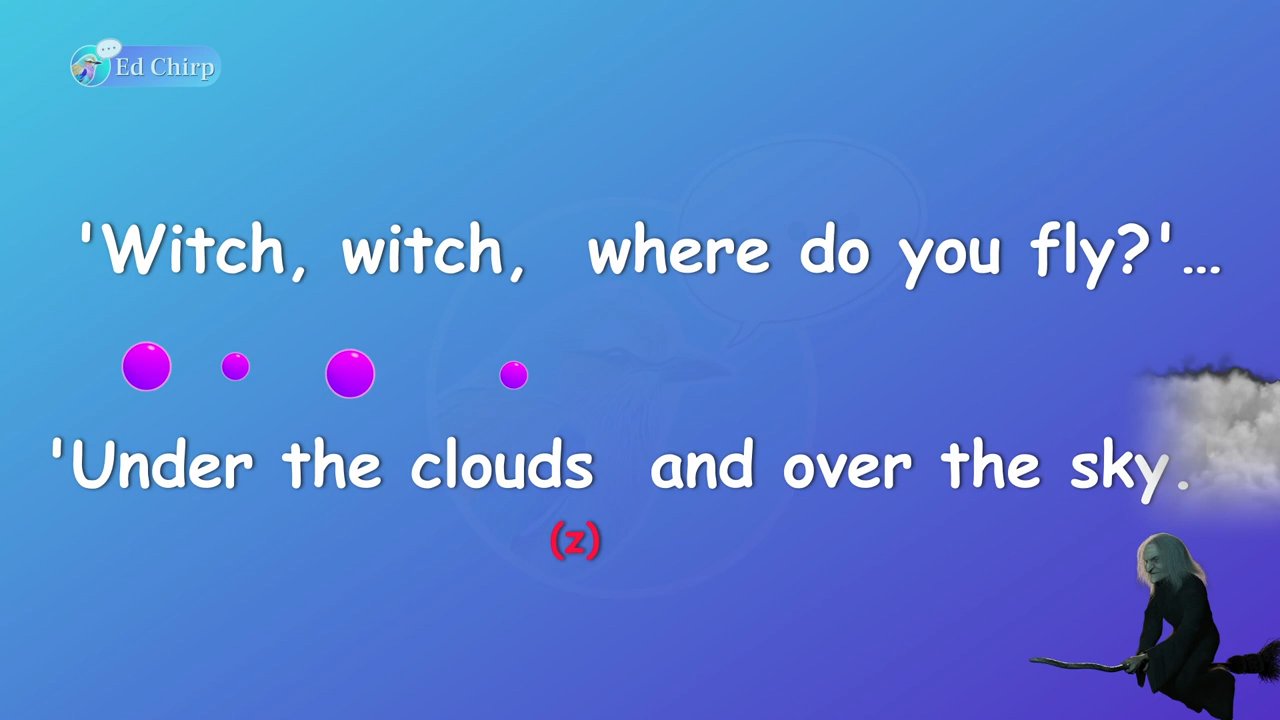 Ed Chirp
'Witch, witch, where do you fly?'...
'Under the clouds and over the sky.
(z)